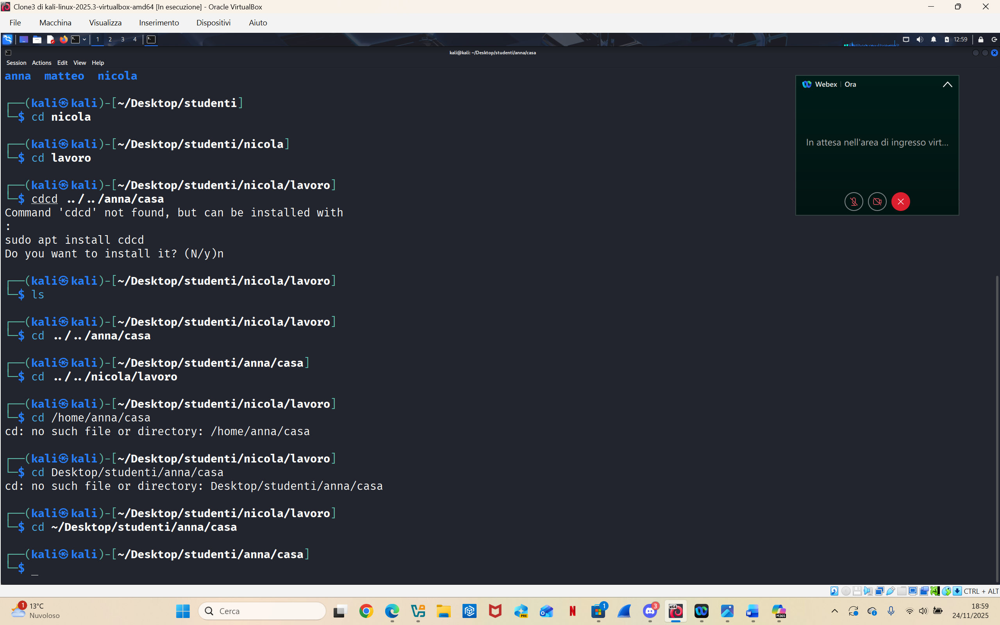 Clone3 di kali-linux-2025.3-virtualbox-amd64 [In esecuzione] - Oracle VirtualBox
File Macchina Visualizza Inserimento Dispositivi Aiuto
1 2 3 4 12:59
kali@kali: ~/Desktop/studenti/anna/casa
Session Actions Edit View Help
anna matteo nicola
Webex | Ora
┌──(kali㉿kali)-[~/Desktop/studenti]
└─$ cd nicola
In attesa nell'area di ingresso virt...
┌──(kali㉿kali)-[~/Desktop/studenti/nicola]
└─$ cd lavoro
┌──(kali㉿kali)-[~/Desktop/studenti/nicola/lavoro]
└─$ cdcd ../../anna/casa
Command 'cdcd' not found, but can be installed with
:
sudo apt install cdcd
Do you want to install it? (N/y)n
┌──(kali㉿kali)-[~/Desktop/studenti/nicola/lavoro]
└─$ ls
┌──(kali㉿kali)-[~/Desktop/studenti/nicola/lavoro]
└─$ cd ../../anna/casa
┌──(kali㉿kali)-[~/Desktop/studenti/anna/casa]
└─$ cd ../../nicola/lavoro
┌──(kali㉿kali)-[~/Desktop/studenti/nicola/lavoro]
└─$ cd /home/anna/casa
cd: no such file or directory: /home/anna/casa
┌──(kali㉿kali)-[~/Desktop/studenti/nicola/lavoro]
└─$ cd Desktop/studenti/anna/casa
cd: no such file or directory: Desktop/studenti/anna/casa
┌──(kali㉿kali)-[~/Desktop/studenti/nicola/lavoro]
└─$ cd ~/Desktop/studenti/anna/casa
┌──(kali㉿kali)-[~/Desktop/studenti/anna/casa]
└─$ _
CTRL + ALT
1 13°C
Nuvoloso
Cerca
PRE
N
1
3
x64
W
M365
18:59
24/11/2025